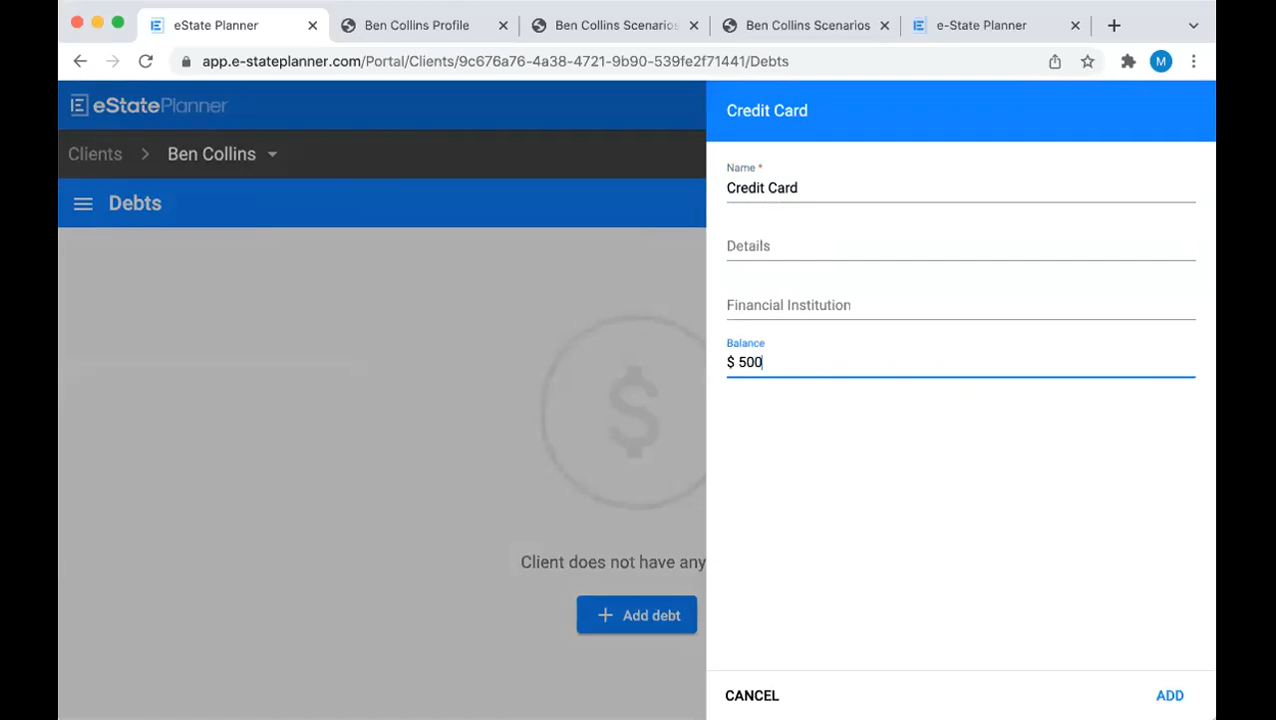 eState Planner
Ben Collins Profile
Ben Collins Scenarios
Ben Collins Scenarios
e-State Planner
app.e-stateplanner.com/Portal/Clients/9c676a76-4a38-4721-9b90-539fe2f71441/Debts
M
eStatePlanner
Clients > Ben Collins
Debts
Client does not have any
+ Add debt
Credit Card
Name *
Credit Card
Details
Financial Institution
Balance
$ 500
CANCEL
ADD